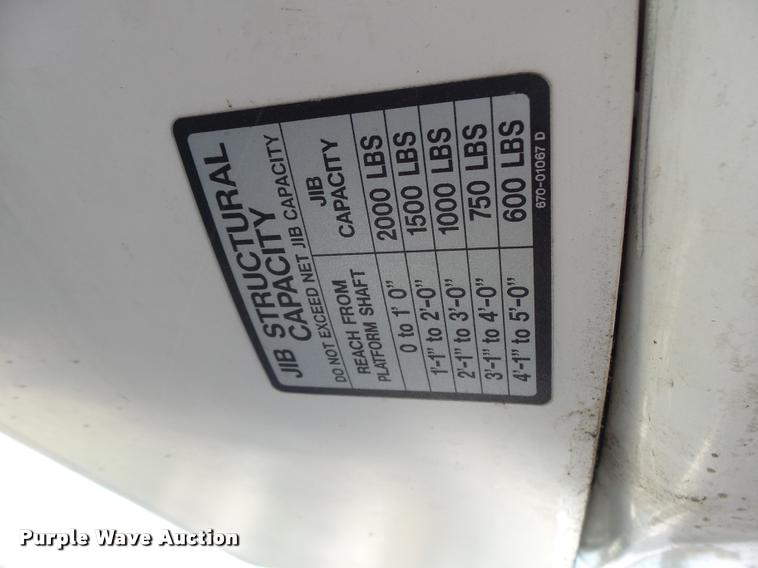 JIB STRUCTURAL
CAPACITY
DO NOT EXCEED NET JIB CAPACITY
REACH FROM PLATFORM SHAFT JIB CAPACITY
0 to 1' 0" 2000 LBS
1'-1" to 2'-0" 1500 LBS
2'-1" to 3'-0" 1000 LBS
3'-1" to 4'-0" 750 LBS
4'-1" to 5'-0" 600 LBS
670-01067 D
Purple Wave Auction